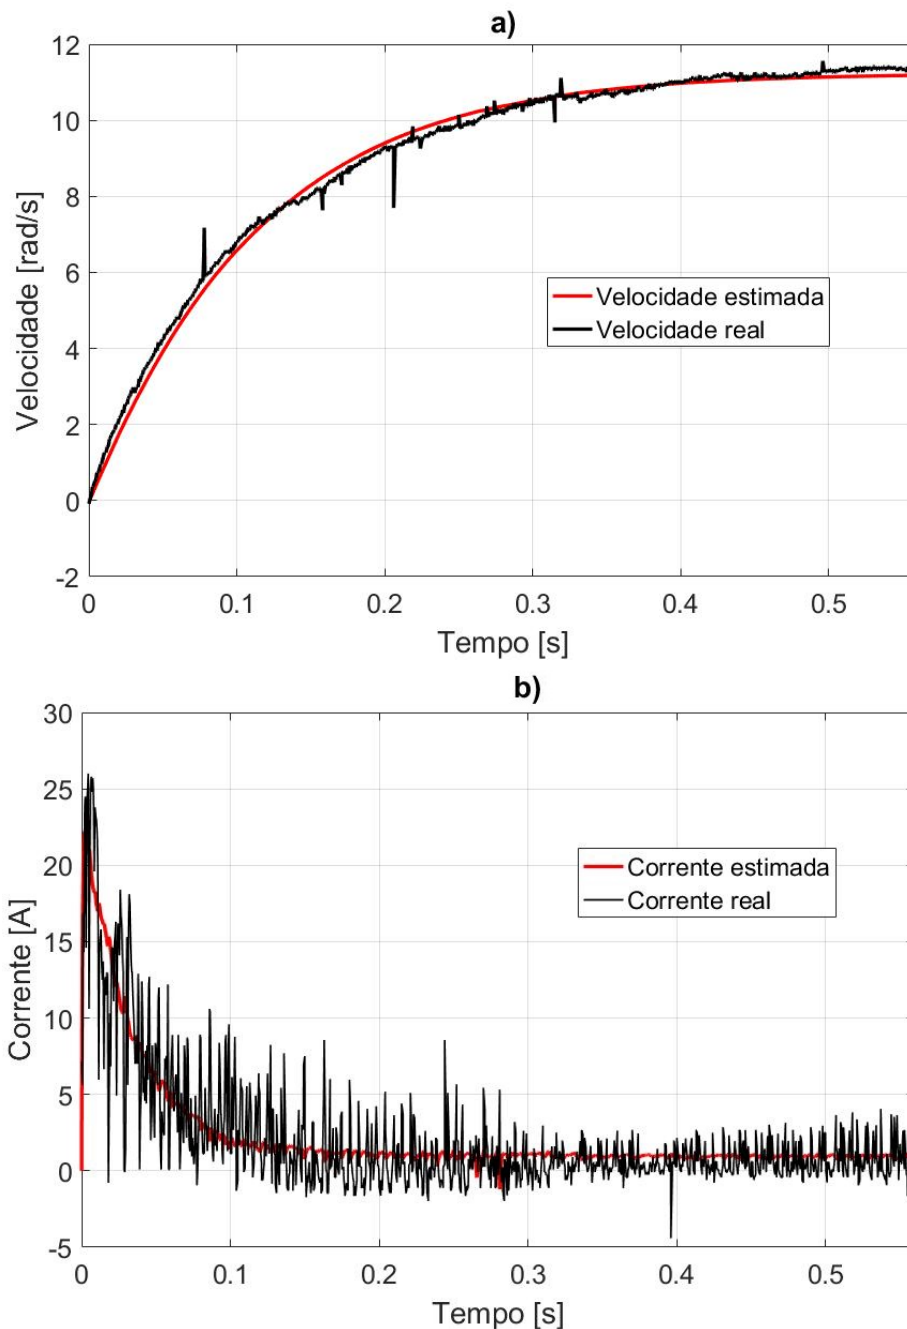 a)
12
10
8
6
4
2
0
-2
Velocidade [rad/s]
Velocidade estimada
Velocidade real
0 0.1 0.2 0.3 0.4 0.5
Tempo [s]
b)
30
25
20
15
10
5
0
-5
Corrente [A]
Corrente estimada
Corrente real
0 0.1 0.2 0.3 0.4 0.5
Tempo [s]